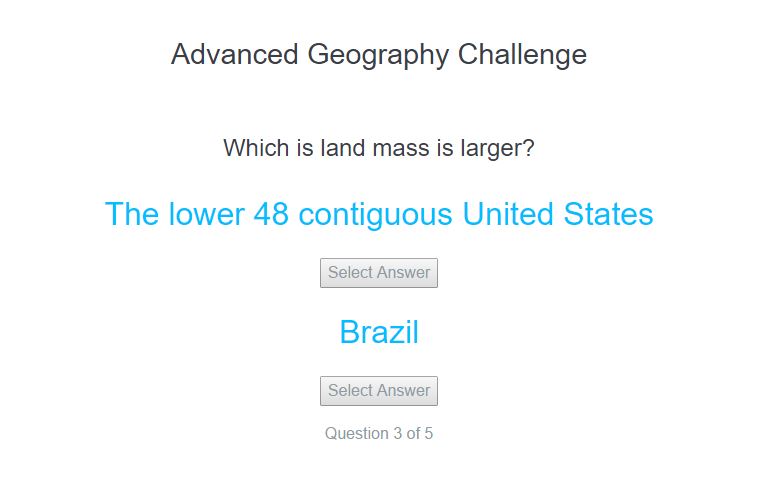 Advanced Geography Challenge
Which is land mass is larger?
The lower 48 contiguous United States
Select Answer
Brazil
Select Answer
Question 3 of 5